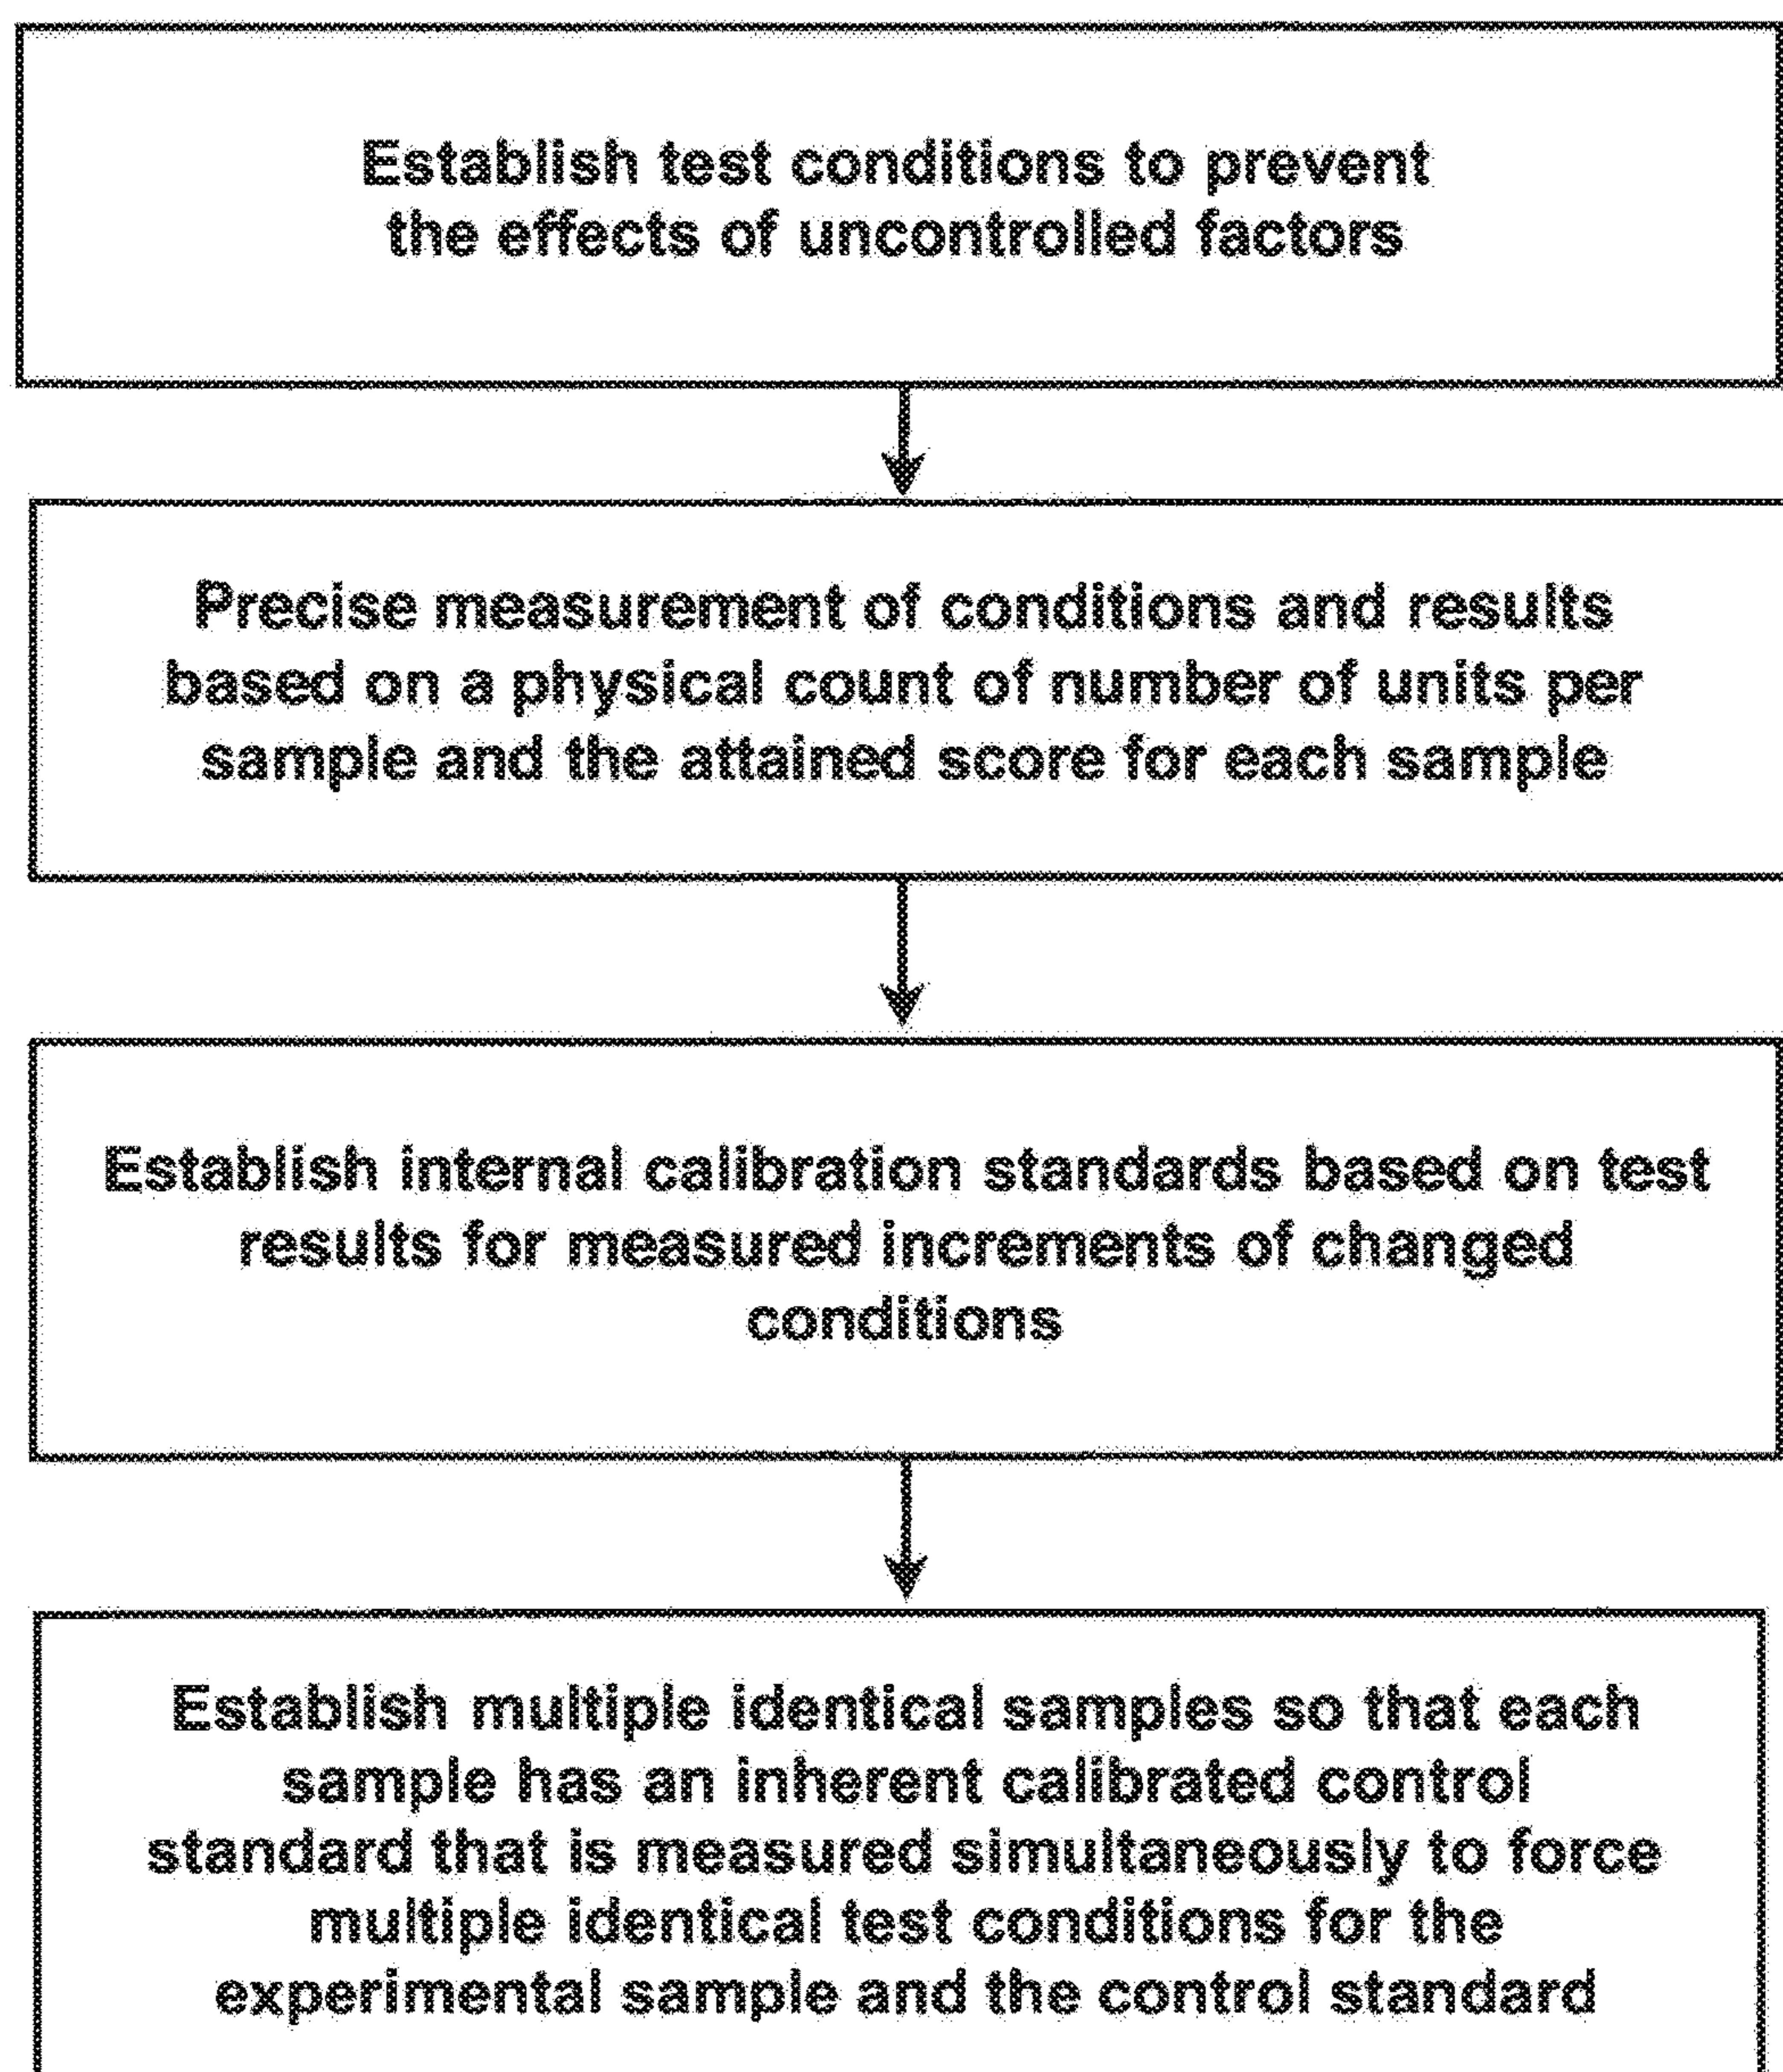 Establish test conditions to prevent
the effects of uncontrolled factors
Precise measurement of conditions and results
based on a physical count of number of units per
sample and the attained score for each sample
Establish internal calibration standards based on test
results for measured increments of changed
conditions
Establish multiple identical samples so that each
sample has an inherent calibrated control
standard that is measured simultaneously to force
multiple identical test conditions for the
experimental sample and the control standard